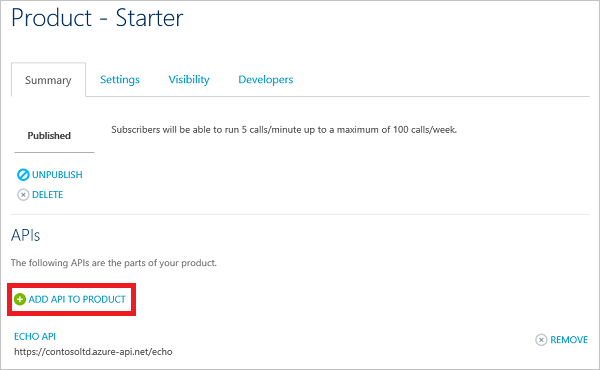 Product - Starter
Summary Settings Visibility Developers
Published Subscribers will be able to run 5 calls/minute up to a maximum of 100 calls/week.
UNPUBLISH
DELETE
APIs
The following APIs are the parts of your product.
ADD API TO PRODUCT
ECHO API REMOVE
https://contosoltd.azure-api.net/echo